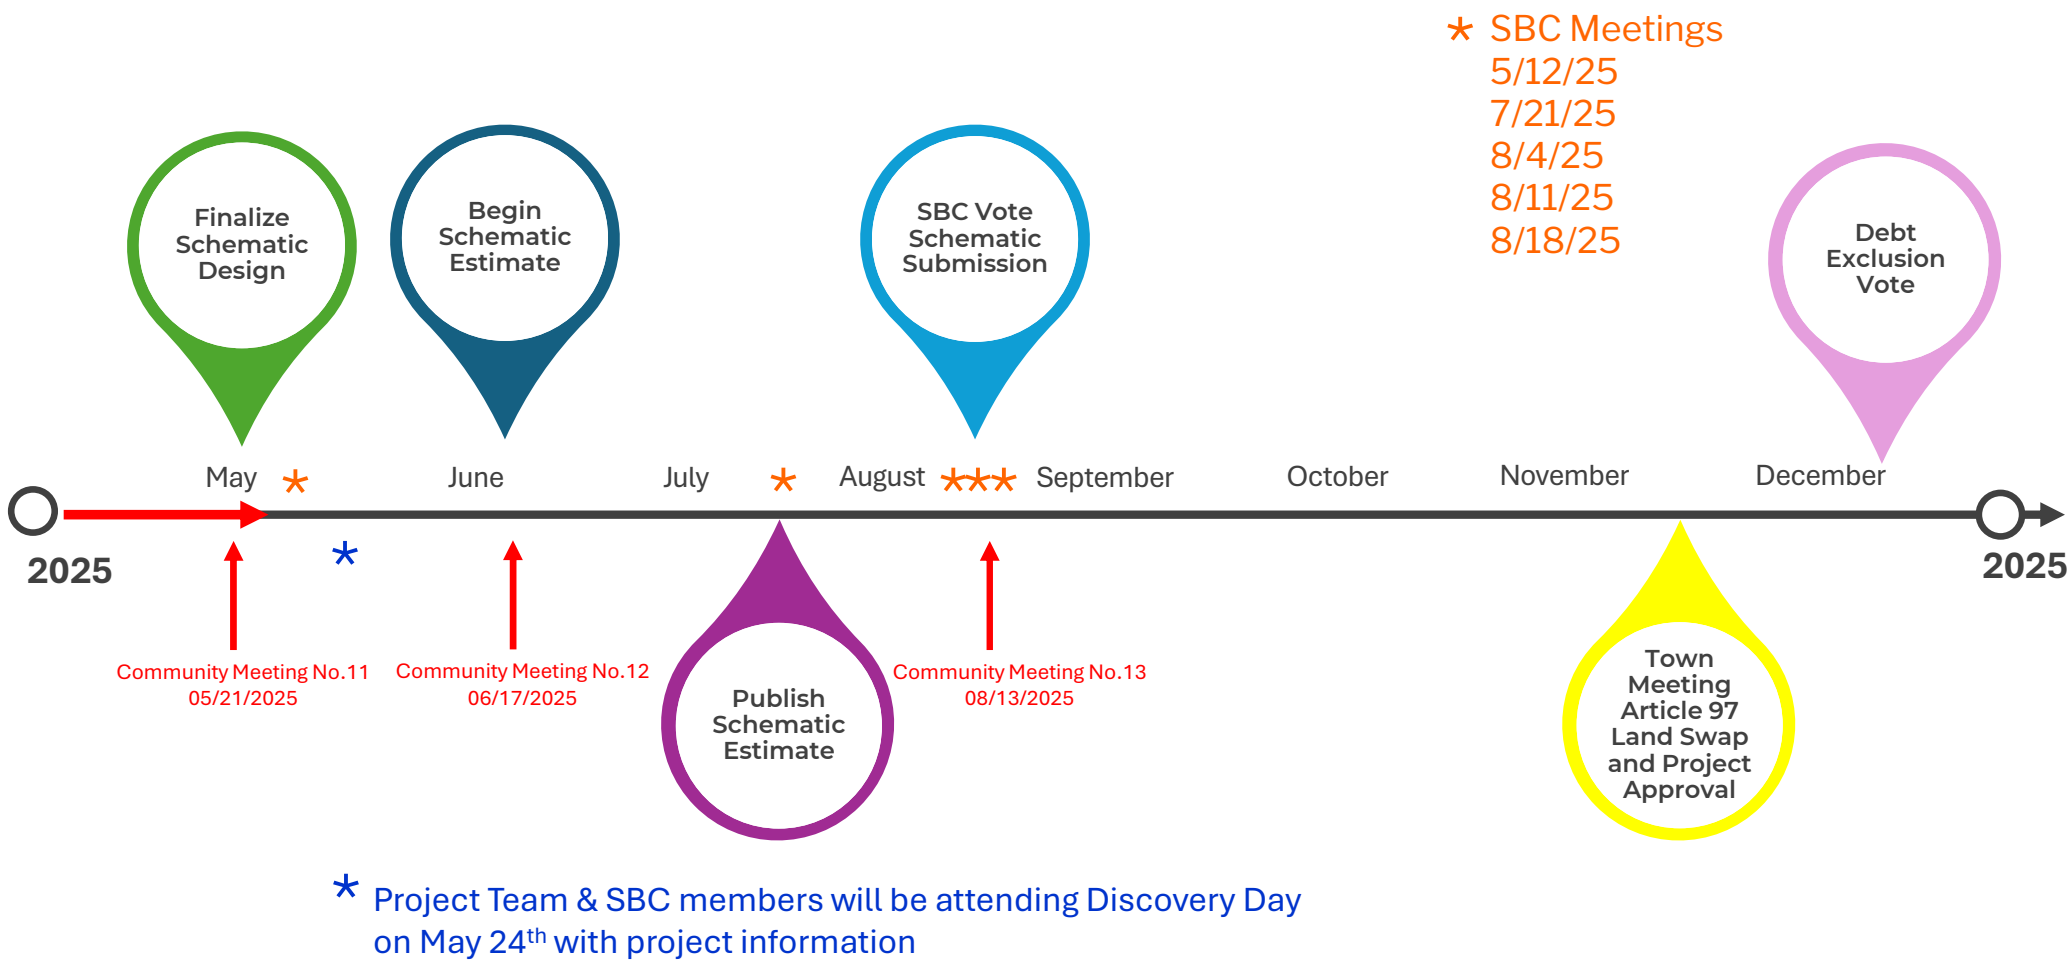 * SBC Meetings
5/12/25
7/21/25
8/4/25
8/11/25
8/18/25
Finalize
Schematic
Design
Begin
Schematic
Estimate
SBC Vote
Schematic
Submission
Debt
Exclusion
Vote
May * June July * August *** September October November December
2025
*
2025
Community Meeting No.11
05/21/2025
Community Meeting No.12
06/17/2025
Publish
Schematic
Estimate
Community Meeting No.13
08/13/2025
Town
Meeting
Article 97
Land Swap
and Project
Approval
* Project Team & SBC members will be attending Discovery Day
on May 24th with project information